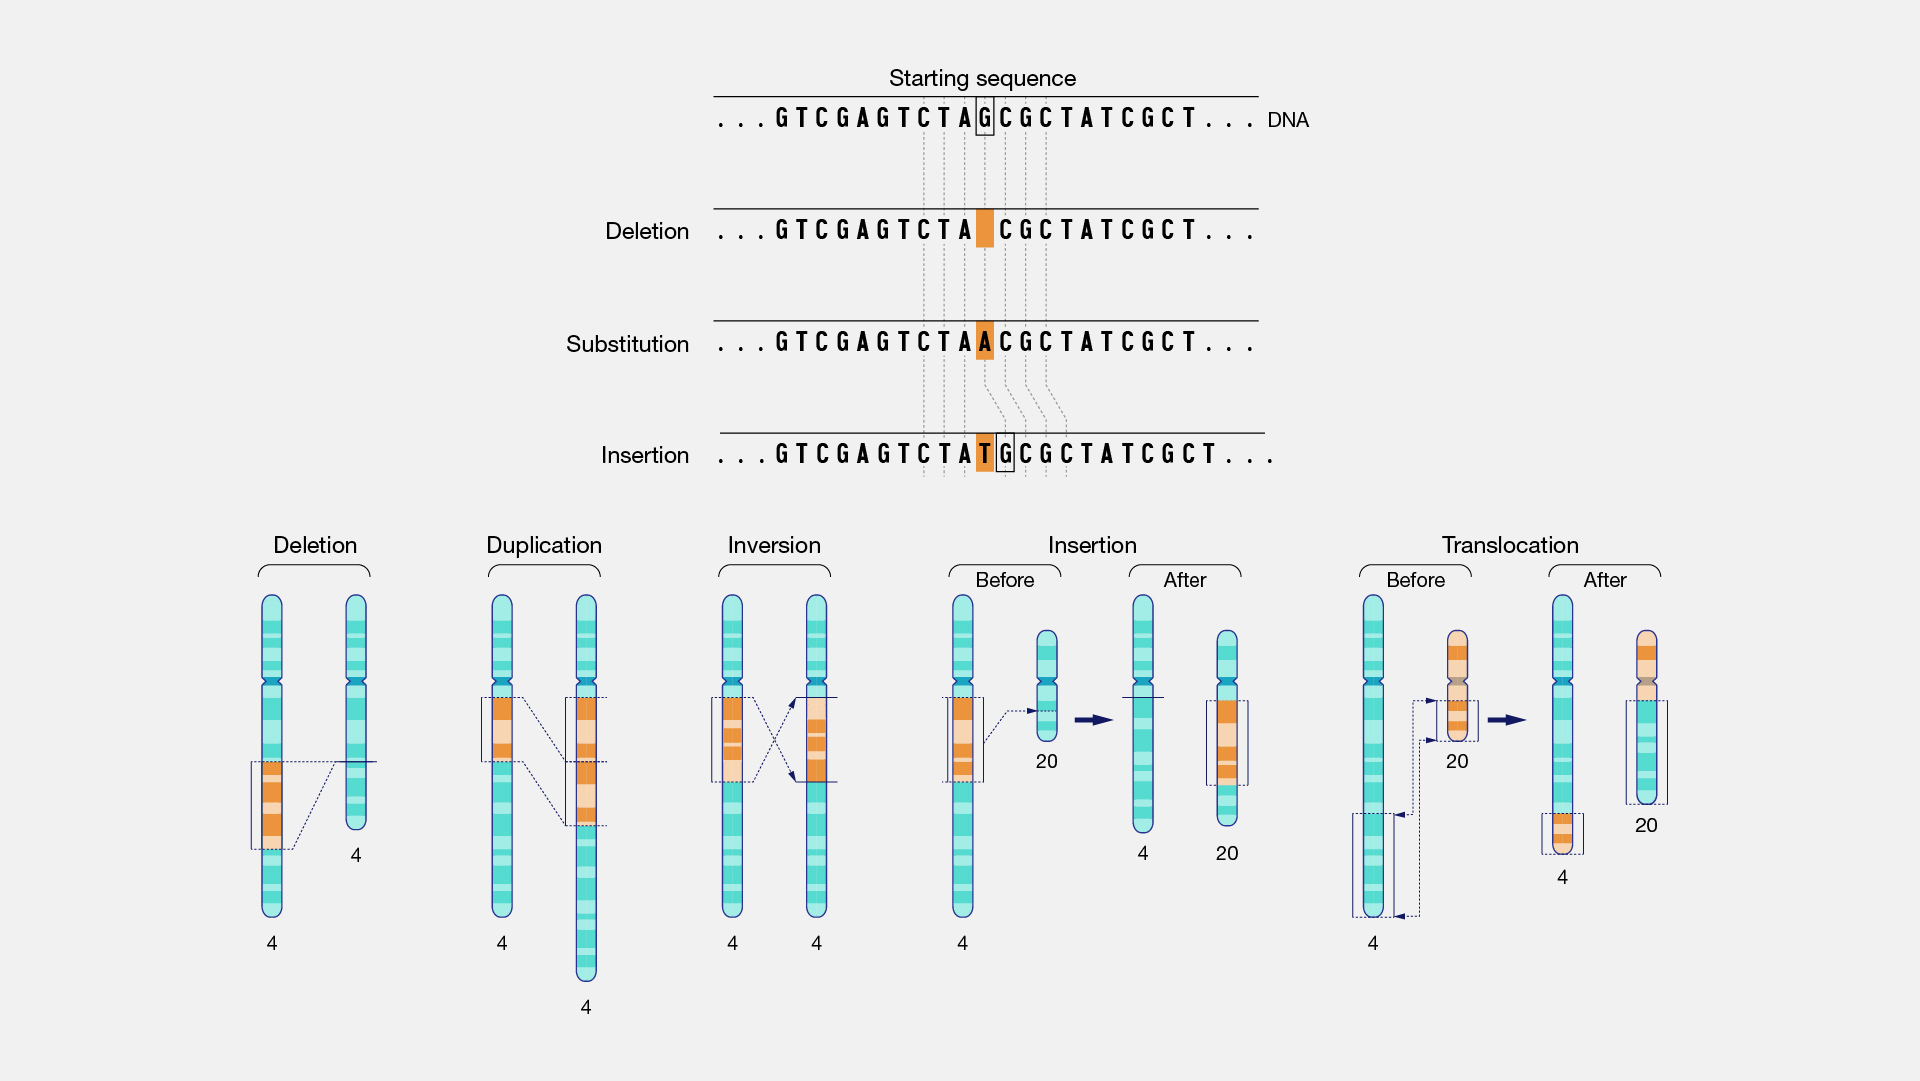 Starting sequence
. . . G T C G A G T C T A G C G C T A T C G C T . . . DNA
Deletion . . . G T C G A G T C T A C G C T A T C G C T . . .
Substitution . . . G T C G A G T C T A A C G C T A T C G C T . . .
Insertion . . . G T C G A G T C T A T G C G C T A T C G C T . . .
Deletion Duplication Inversion Insertion Translocation
Before After Before After
20 20
20
4 4 20
4
4
4 4 4 4 4 4
4